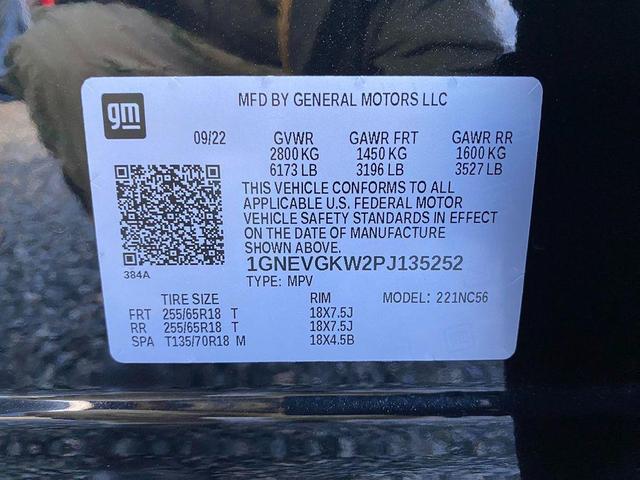 gm
MFD BY GENERAL MOTORS LLC
09/22 GVWR GAWR FRT GAWR RR
2800 KG 1450 KG 1600 KG
6173 LB 3196 LB 3527 LB
THIS VEHICLE CONFORMS TO ALL
APPLICABLE U.S. FEDERAL MOTOR
VEHICLE SAFETY STANDARDS IN EFFECT
ON THE DATE OF MANUFACTURE
SHOWN ABOVE.
384A
1GNEVGKW2PJ135252
TYPE: MPV
TIRE SIZE RIM MODEL: 221NC56
FRT 255/65R18 T 18X7.5J
RR 255/65R18 T 18X7.5J
SPA T135/70R18 M 18X4.5B